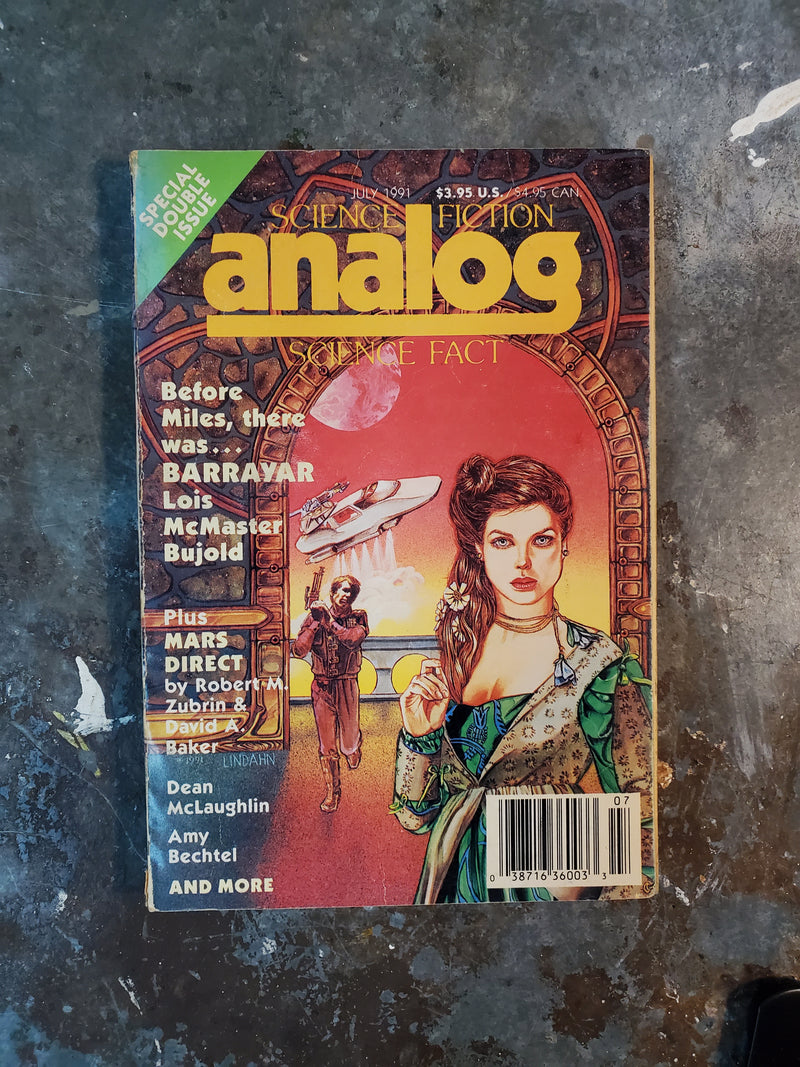 SPECIAL
DOUBLE
ISSUE
JULY 1991 $3.95 U.S./$4.95 CAN
SCIENCE FICTION
analog
SCIENCE FACT
Before
Miles, there
was...
BARRAYAR
Lois
McMaster
Bujold
Plus
MARS
DIRECT
by Robert M.
Zubrin &
David A.
Baker
©1991 LINDAHN
Dean
McLaughlin
Amy
Bechtel
AND MORE
07
0 38716 36003 3